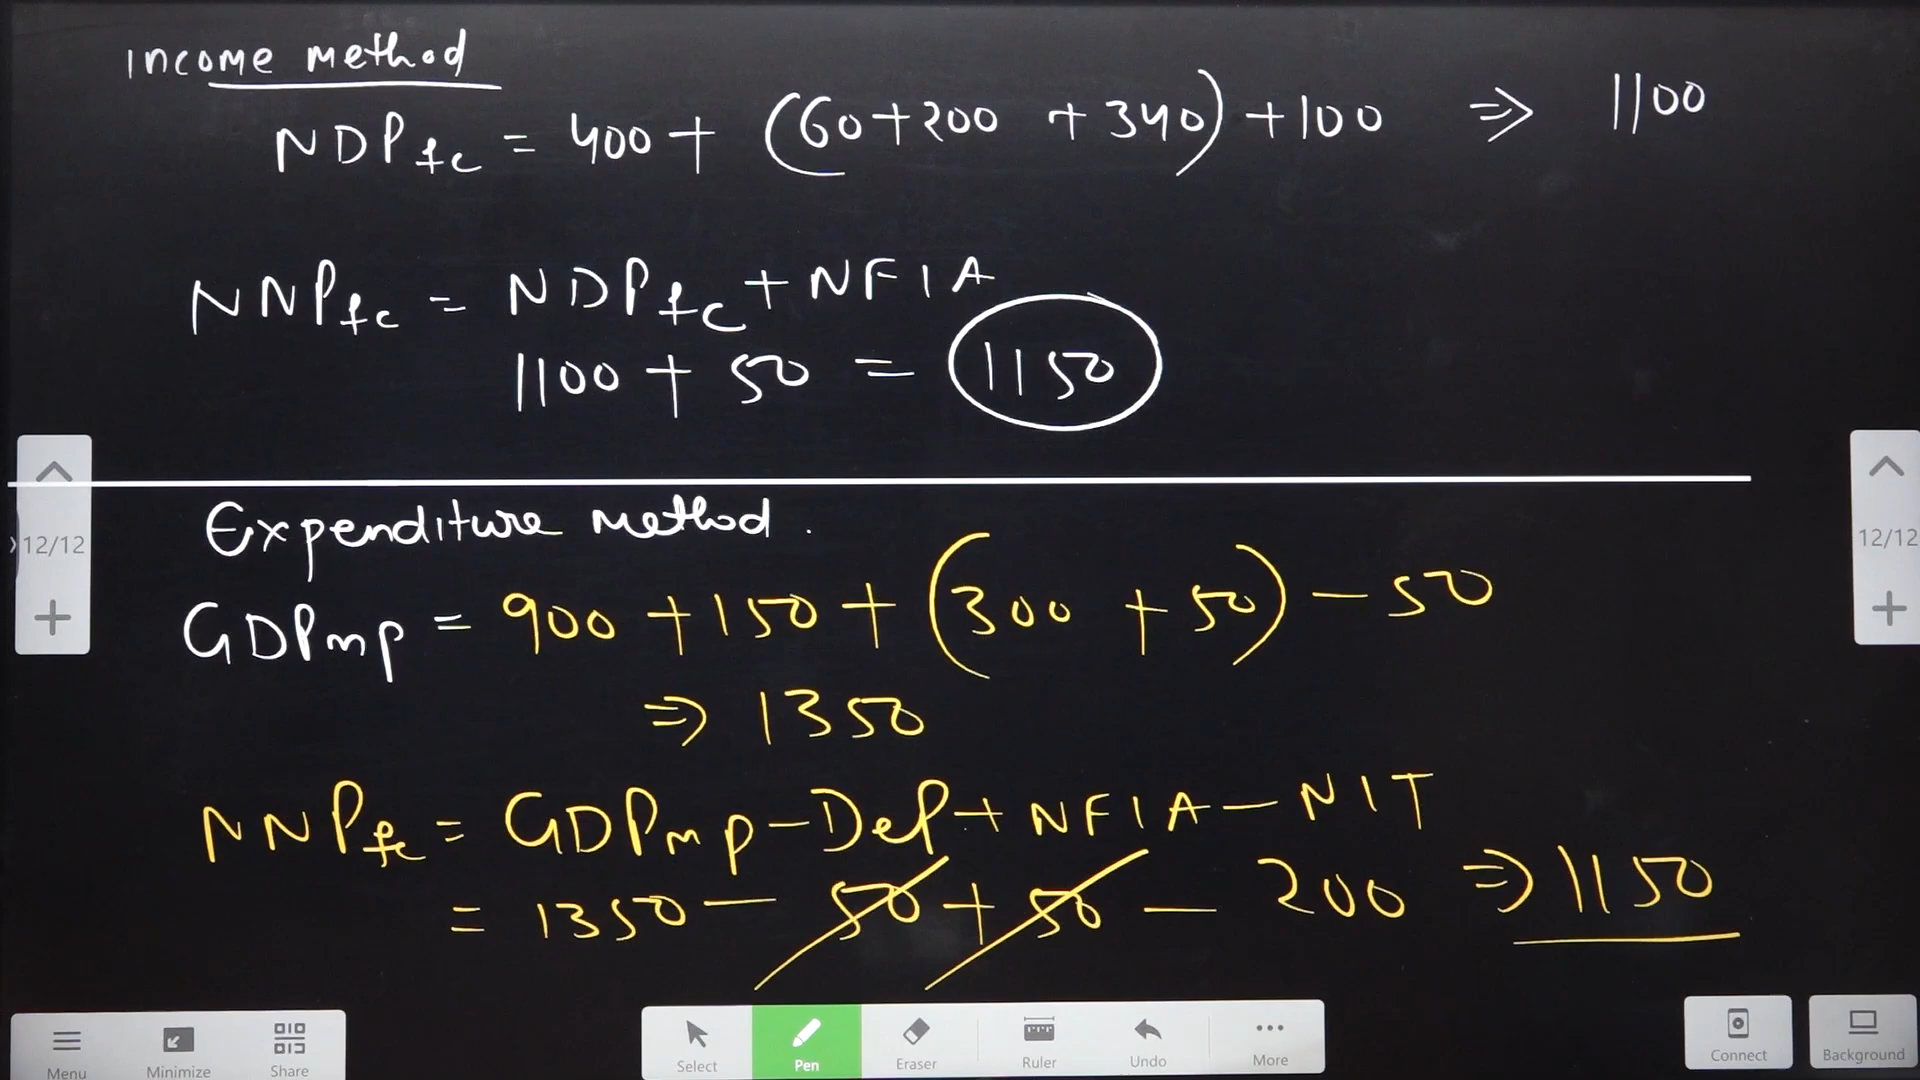 Income method
NDPfc = 400 + (60+200 + 340) + 100 ⇒ 1100
NNPfc = NDPfc + NFIA
1100 + 50 = 1150
Expenditure method.
GDPmp = 900 + 150 + (300 + 50) - 50
⇒ 1350
NNPfc = GDPmp - Dep + NFIA - NIT
= 1350 - 50 + 50 - 200 ⇒ 1150
12/12
12/12
Menu Minimize Share Select Pen Eraser Ruler Undo More Connect Background